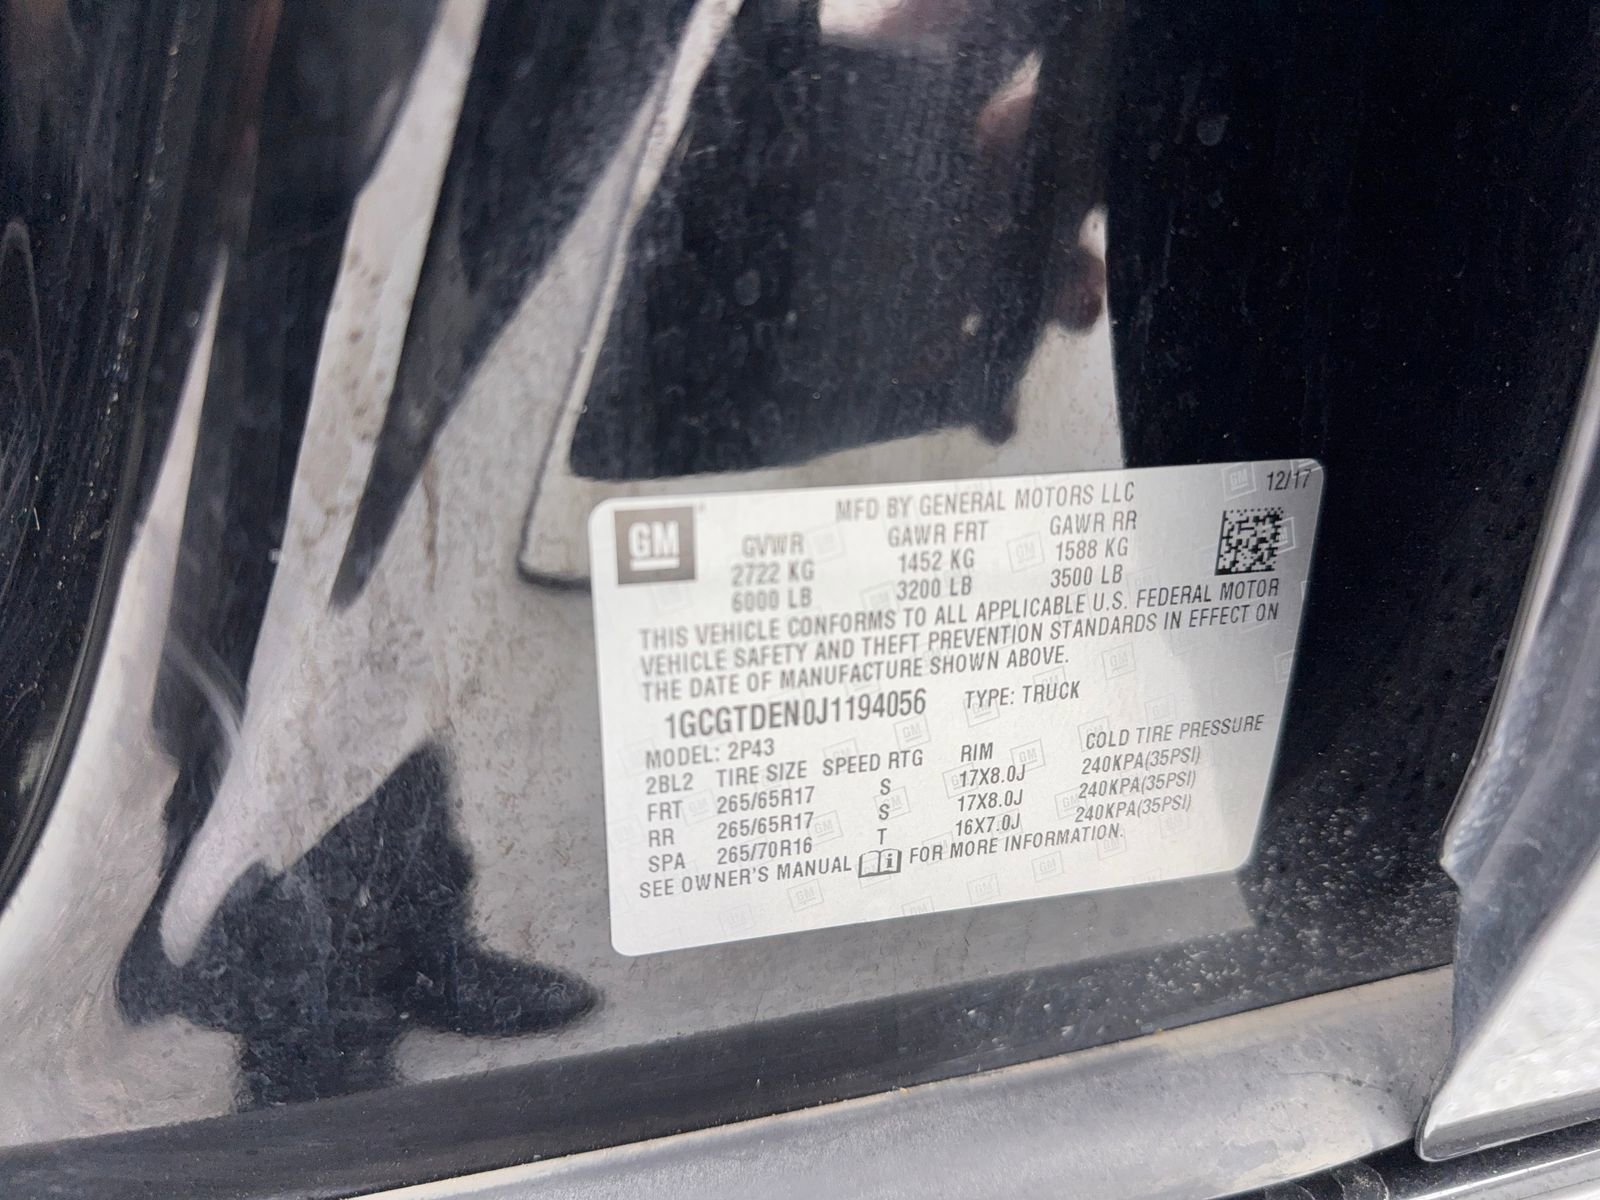 MFD BY GENERAL MOTORS LLC 12/17
GM
GVWR GAWR FRT GAWR RR
2722 KG 1452 KG 1588 KG
6000 LB 3200 LB 3500 LB
THIS VEHICLE CONFORMS TO ALL APPLICABLE U.S. FEDERAL MOTOR
VEHICLE SAFETY AND THEFT PREVENTION STANDARDS IN EFFECT ON
THE DATE OF MANUFACTURE SHOWN ABOVE.
1GCGTDEN0J1194056 TYPE: TRUCK
MODEL: 2P43
2BL2 TIRE SIZE SPEED RTG RIM COLD TIRE PRESSURE
FRT 265/65R17 S 17X8.0J 240KPA(35PSI)
RR 265/65R17 S 17X8.0J 240KPA(35PSI)
SPA 265/70R16 T 16X7.0J 240KPA(35PSI)
SEE OWNER'S MANUAL FOR MORE INFORMATION.